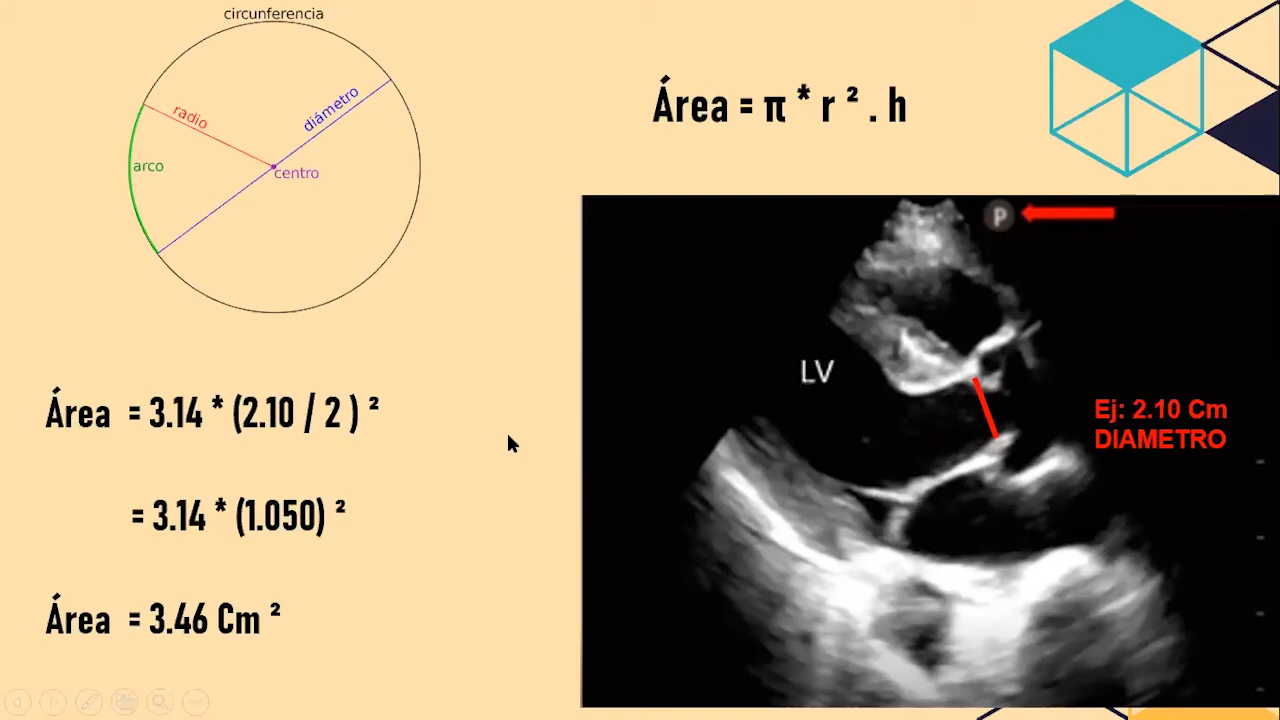 circunferencia
radio
diámetro
arco
centro
Área = π * r ² . h
Área = 3.14 * (2.10 / 2 ) ²
= 3.14 * (1.050) ²
Área = 3.46 Cm ²
P
LV
Ej: 2.10 Cm
DIAMETRO